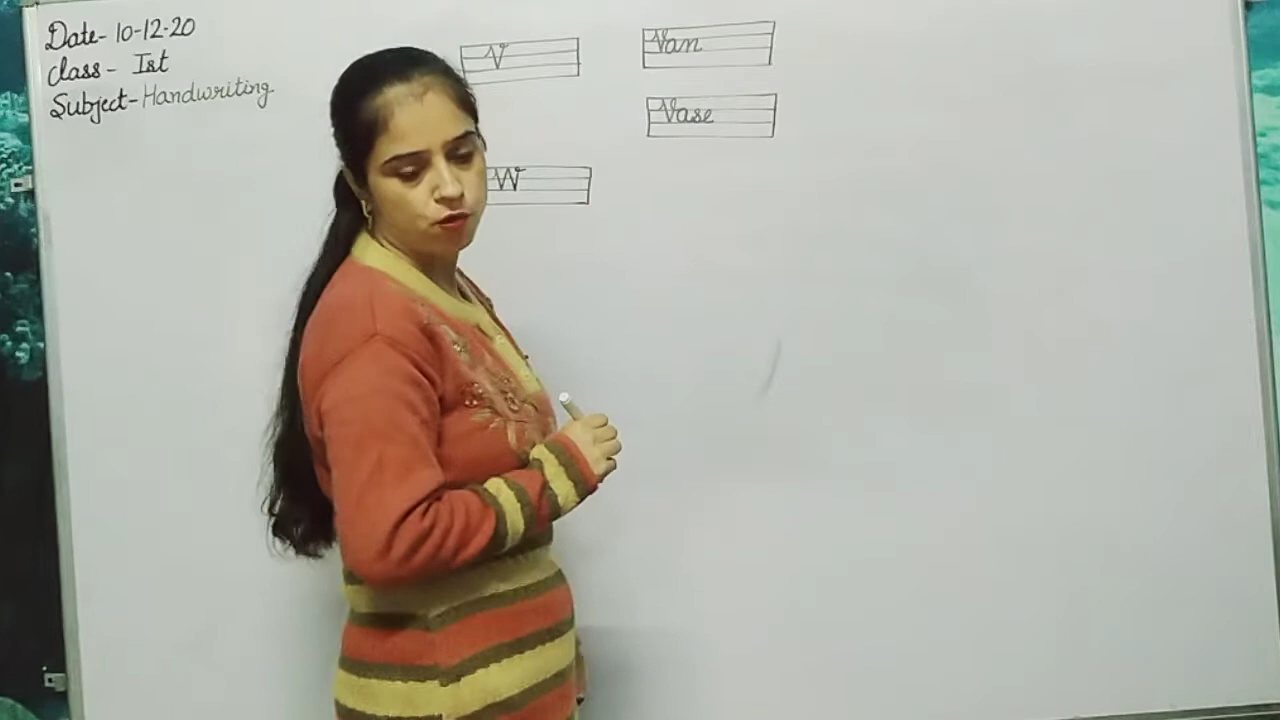 Date- 10-12-20
Class- Ist
Subject- Handwriting
V
Van
Vase
W